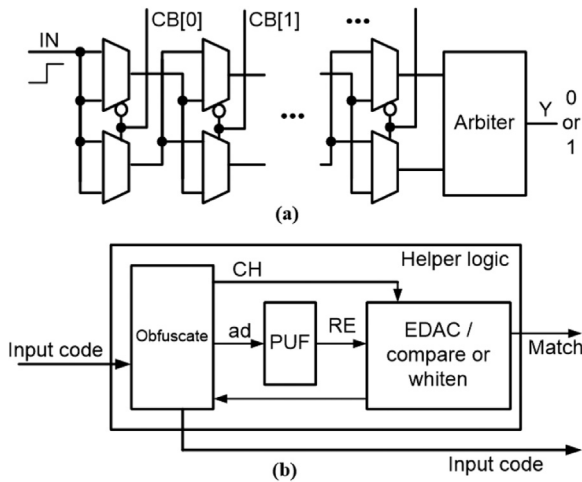 IN
CB[0]
CB[1]
•••
•••
Arbiter
Y
0
or
1
(a)
Helper logic
CH
Obfuscate
ad
PUF
RE
EDAC /
compare or
whiten
Input code
Match
Input code
(b)